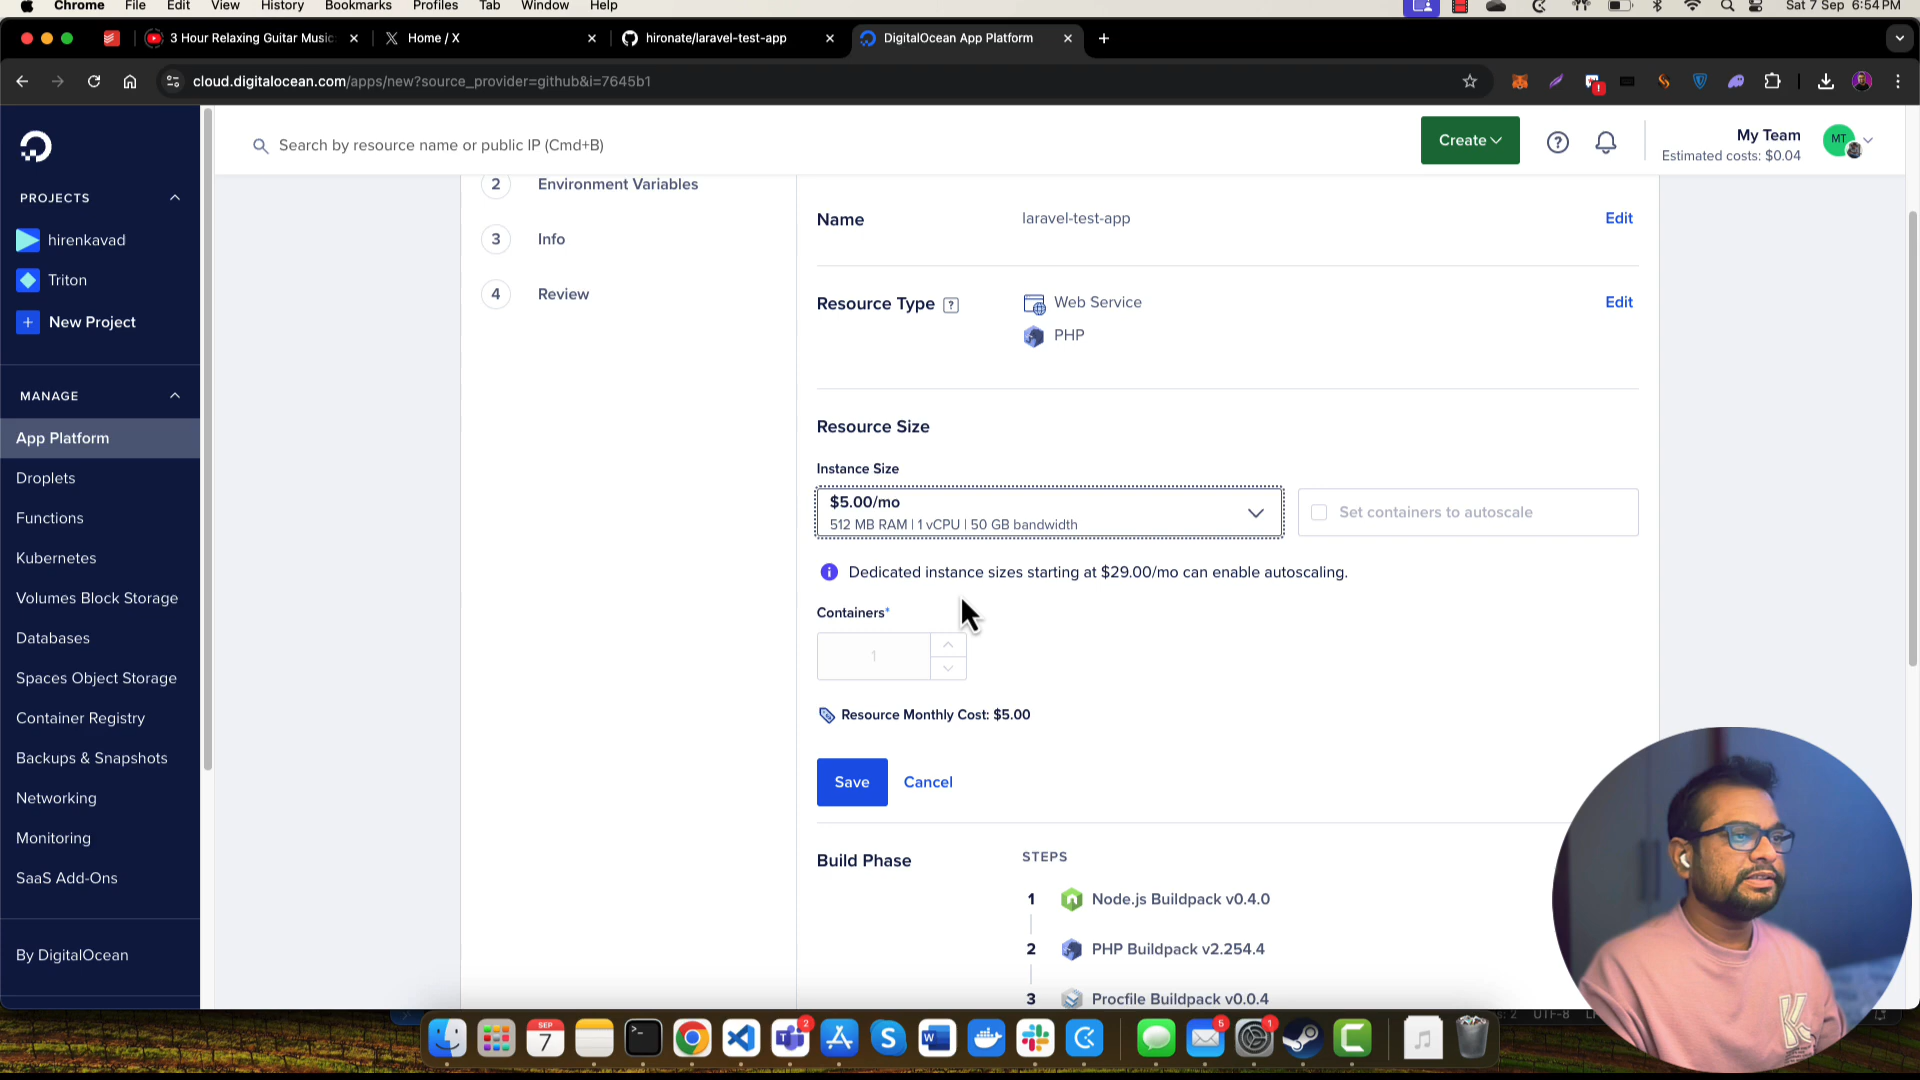 Chrome File Edit View History Bookmarks Profiles Tab Window Help Sat 7 Sep 6:54 PM
3 Hour Relaxing Guitar Music: Home / X hironate/laravel-test-app DigitalOcean App Platform
cloud.digitalocean.com/apps/new?source_provider=github&i=7645b1
Search by resource name or public IP (Cmd+B)
Create
My Team
Estimated costs: $0.04
MT
PROJECTS
hirenkavad
Triton
New Project
MANAGE
App Platform
Droplets
Functions
Kubernetes
Volumes Block Storage
Databases
Spaces Object Storage
Container Registry
Backups & Snapshots
Networking
Monitoring
SaaS Add-Ons
By DigitalOcean
2 Environment Variables
3 Info
4 Review
Name laravel-test-app Edit
Resource Type ? Web Service Edit
PHP
Resource Size
Instance Size
$5.00/mo
512 MB RAM | 1 vCPU | 50 GB bandwidth
Set containers to autoscale
Dedicated instance sizes starting at $29.00/mo can enable autoscaling.
Containers*
1
Resource Monthly Cost: $5.00
Save Cancel
Build Phase
STEPS
1 Node.js Buildpack v0.4.0
2 PHP Buildpack v2.254.4
3 Procfile Buildpack v0.0.4
UTF-8
SEP
7
2
5
1